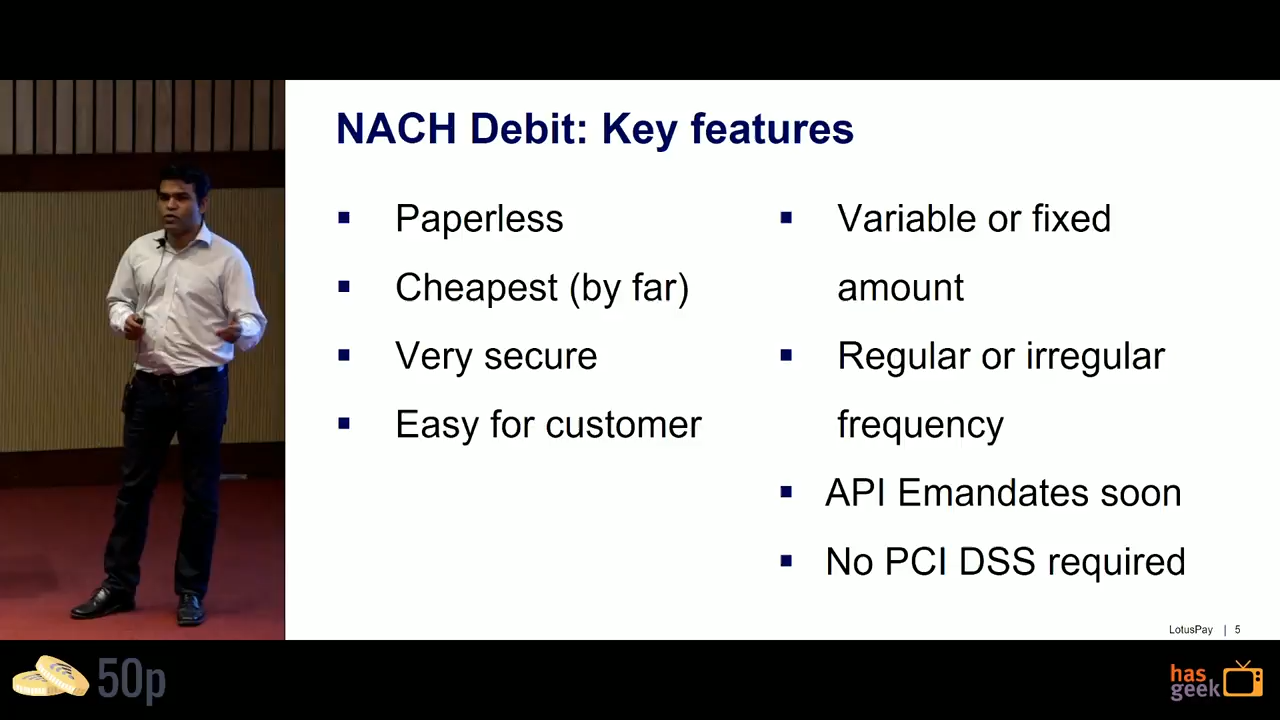 NACH Debit: Key features
Paperless
Cheapest (by far)
Very secure
Easy for customer
Variable or fixed
amount
Regular or irregular
frequency
API Emandates soon
No PCI DSS required
LotusPay | 5
50p
has
geek